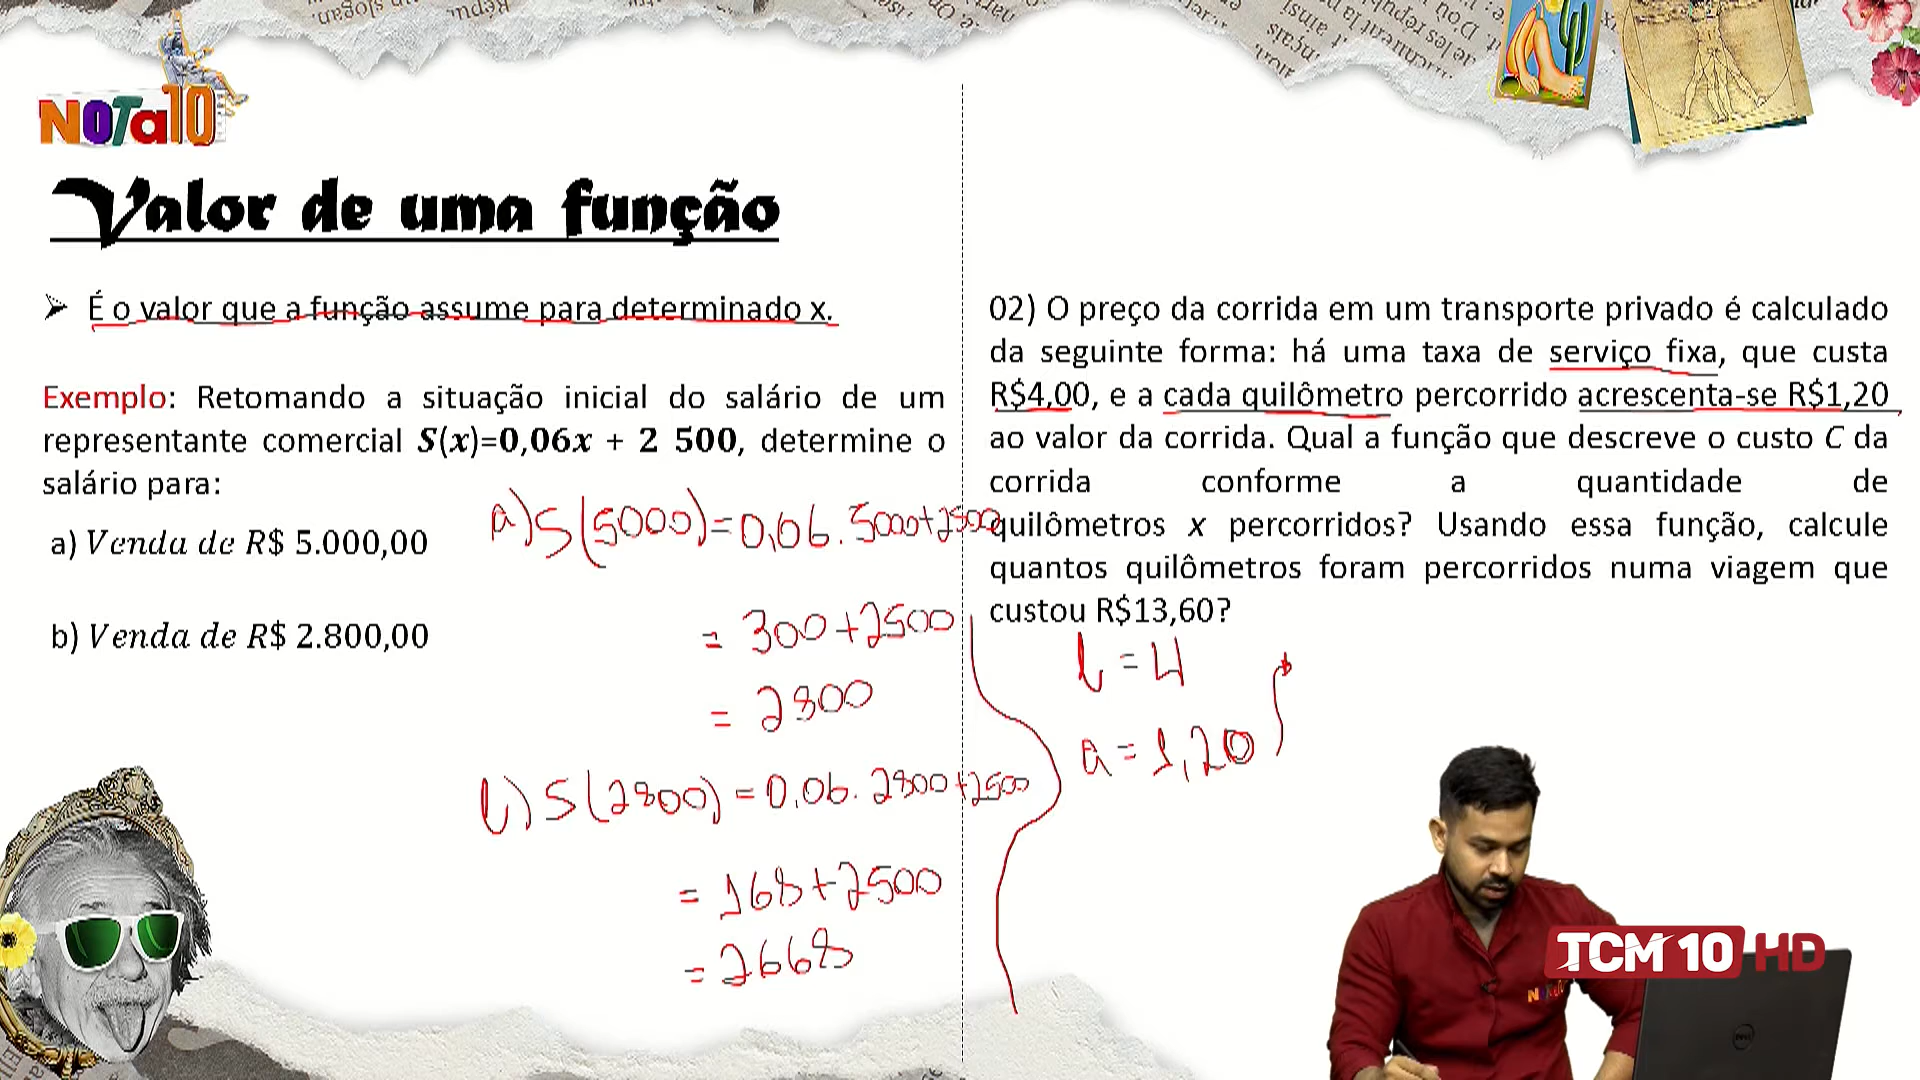 NOTa10
Valor de uma função
➢ É o valor que a função assume para determinado x.
Exemplo: Retomando a situação inicial do salário de um
representante comercial S(x)=0,06x + 2 500, determine o
salário para:
a) Venda de R$ 5.000,00
b) Venda de R$ 2.800,00
a) S(5000) = 0,06 . 5000+2500
= 300+2500
= 2800
b) S(2800) = 0,06 . 2800+2500
= 168+2500
= 2668
02) O preço da corrida em um transporte privado é calculado
da seguinte forma: há uma taxa de serviço fixa, que custa
R$4,00, e a cada quilômetro percorrido acrescenta-se R$1,20
ao valor da corrida. Qual a função que descreve o custo C da
corrida conforme a quantidade de
quilômetros x percorridos? Usando essa função, calcule
quantos quilômetros foram percorridos numa viagem que
custou R$13,60?
b = 4
a = 1,20
TCM 10 HD